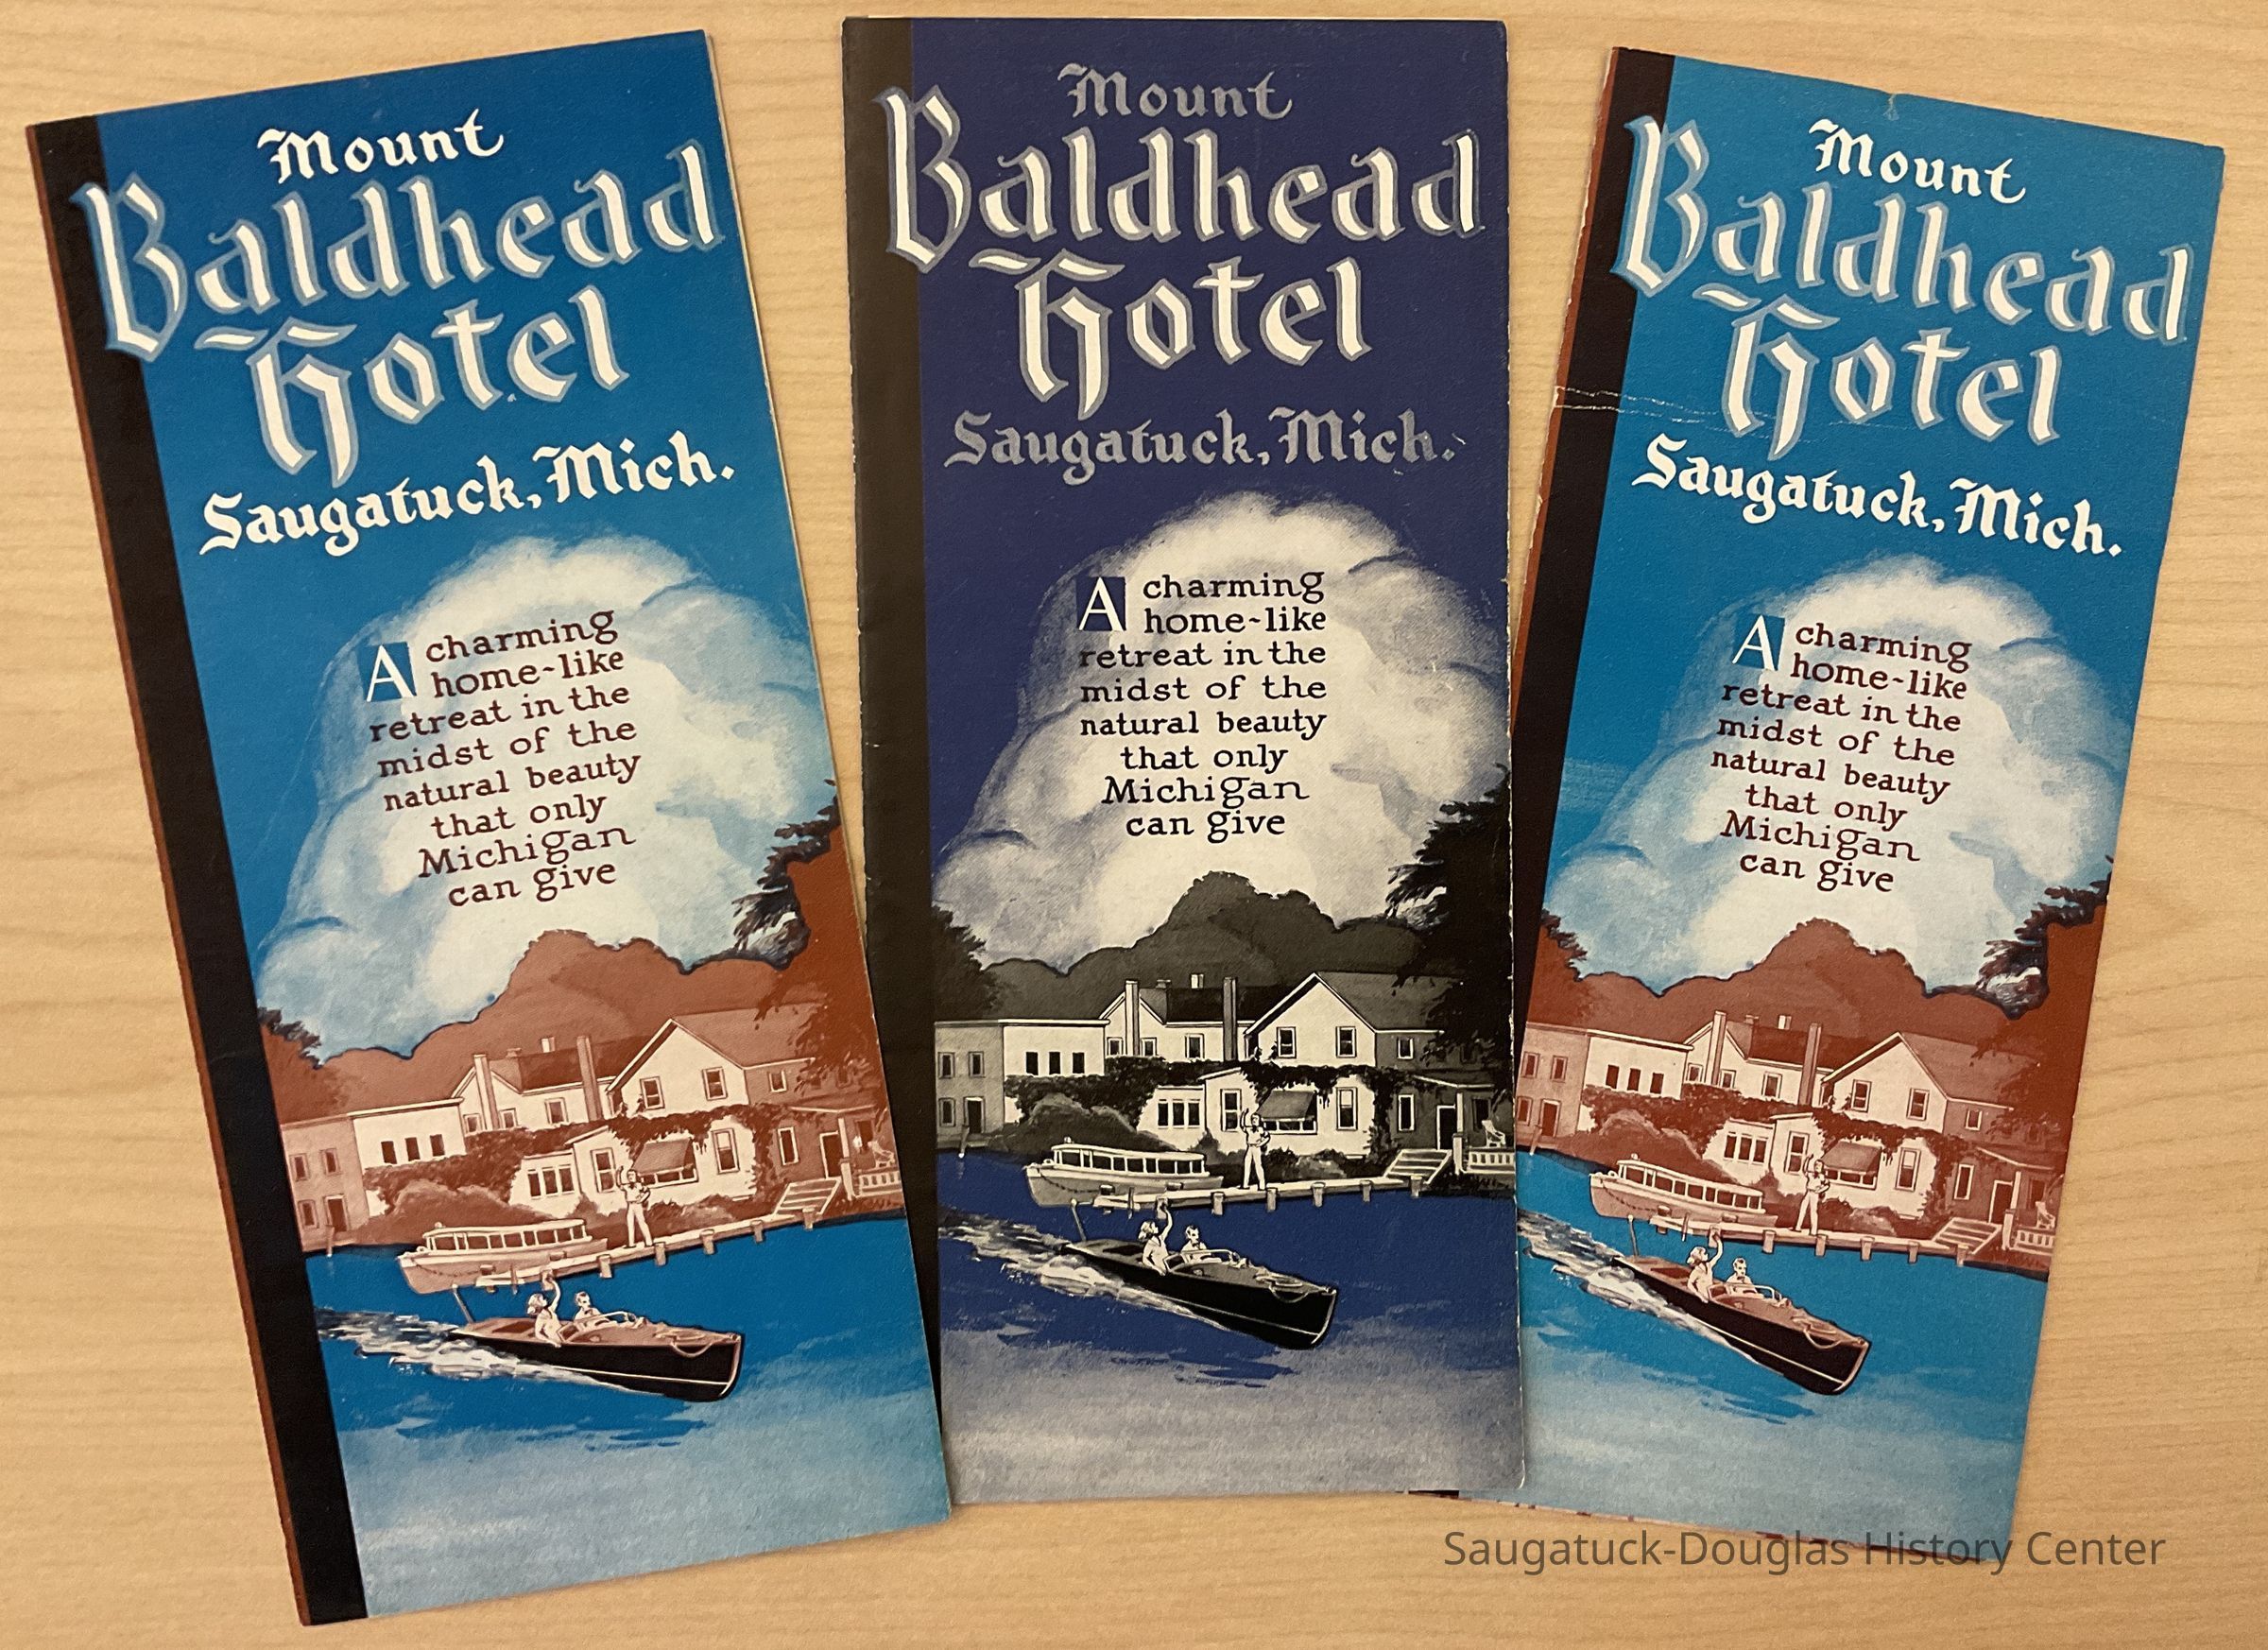 Mount
Baldhead
Hotel
Saugatuck, Mich.
A charming
home-like
retreat in the
midst of the
natural beauty
that only
Michigan
can give
Mount
Baldhead
Hotel
Saugatuck, Mich.
A charming
home-like
retreat in the
midst of the
natural beauty
that only
Michigan
can give
Mount
Baldhead
Hotel
Saugatuck, Mich.
A charming
home-like
retreat in the
midst of the
natural beauty
that only
Michigan
can give
Saugatuck-Douglas History Center